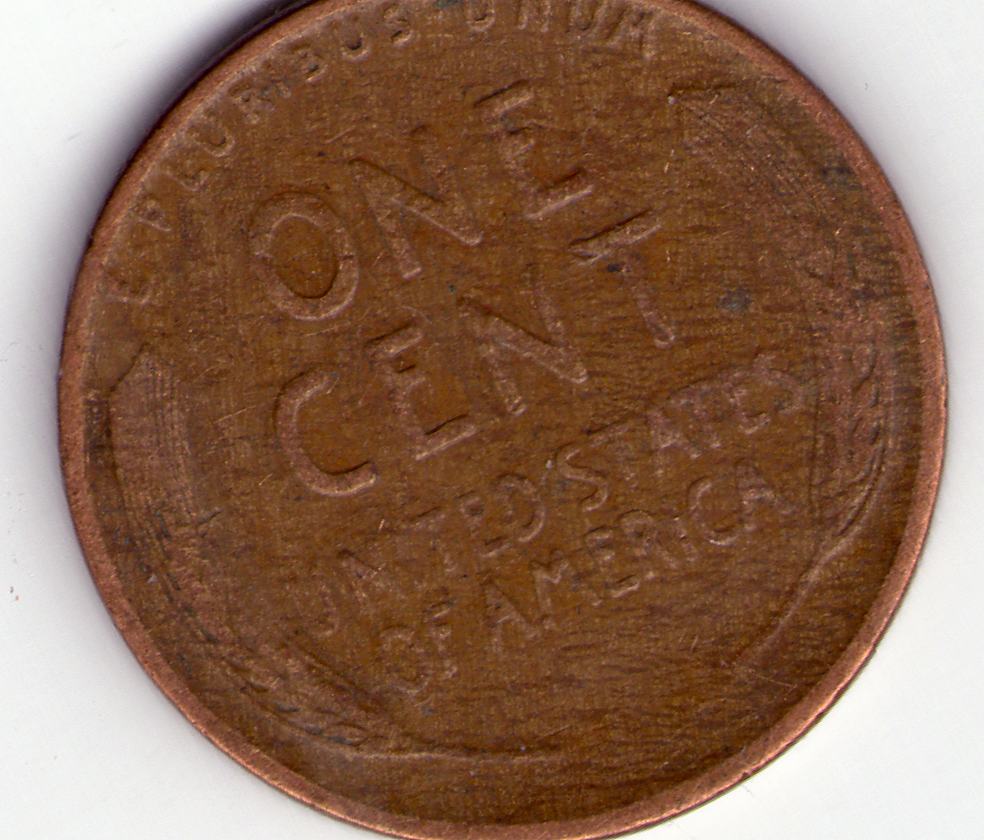 E·PLURIBUS·UNUM
ONE
CENT
UNITED STATES
OF AMERICA